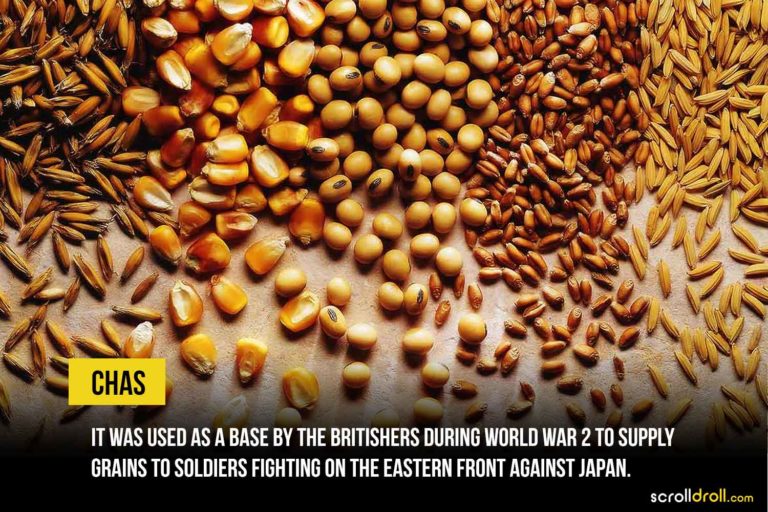 CHAS
IT WAS USED AS A BASE BY THE BRITISHERS DURING WORLD WAR 2 TO SUPPLY
GRAINS TO SOLDIERS FIGHTING ON THE EASTERN FRONT AGAINST JAPAN.
scrolldroll.com